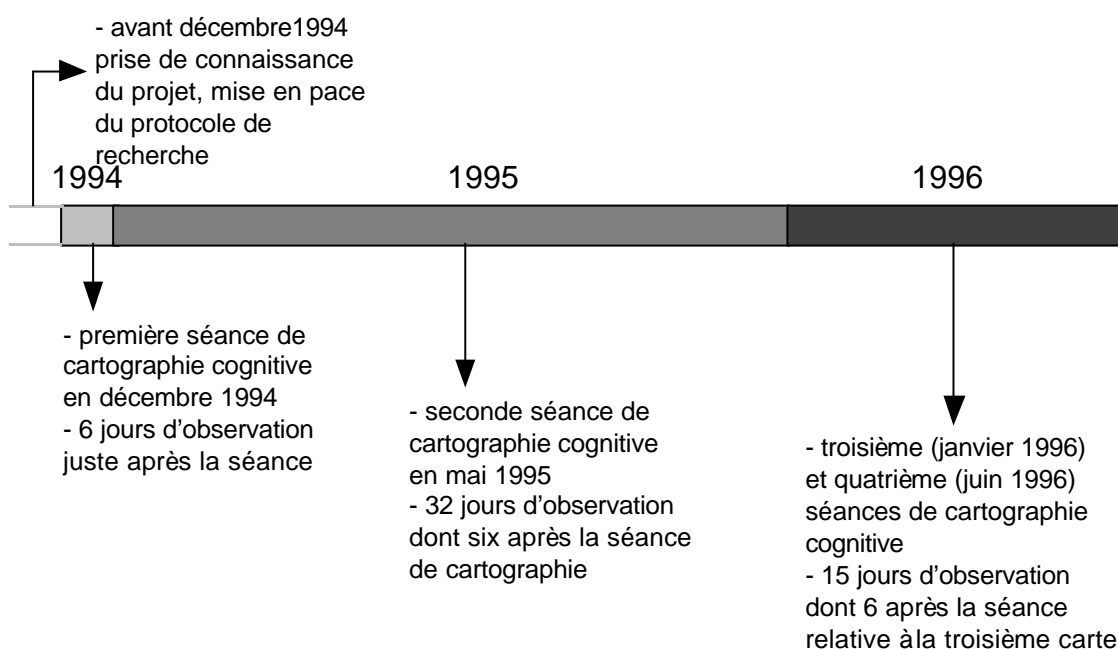 - avant décembre1994
prise de connaissance
du projet, mise en pace
du protocole de
recherche
1994
1995
1996
- première séance de
cartographie cognitive
en décembre 1994
- 6 jours d'observation
juste après la séance
- seconde séance de
cartographie cognitive
en mai 1995
- 32 jours d'observation
dont six après la séance
de cartographie
- troisième (janvier 1996)
et quatrième (juin 1996)
séances de cartographie
cognitive
- 15 jours d'observation
dont 6 après la séance
relative àla troisième carte